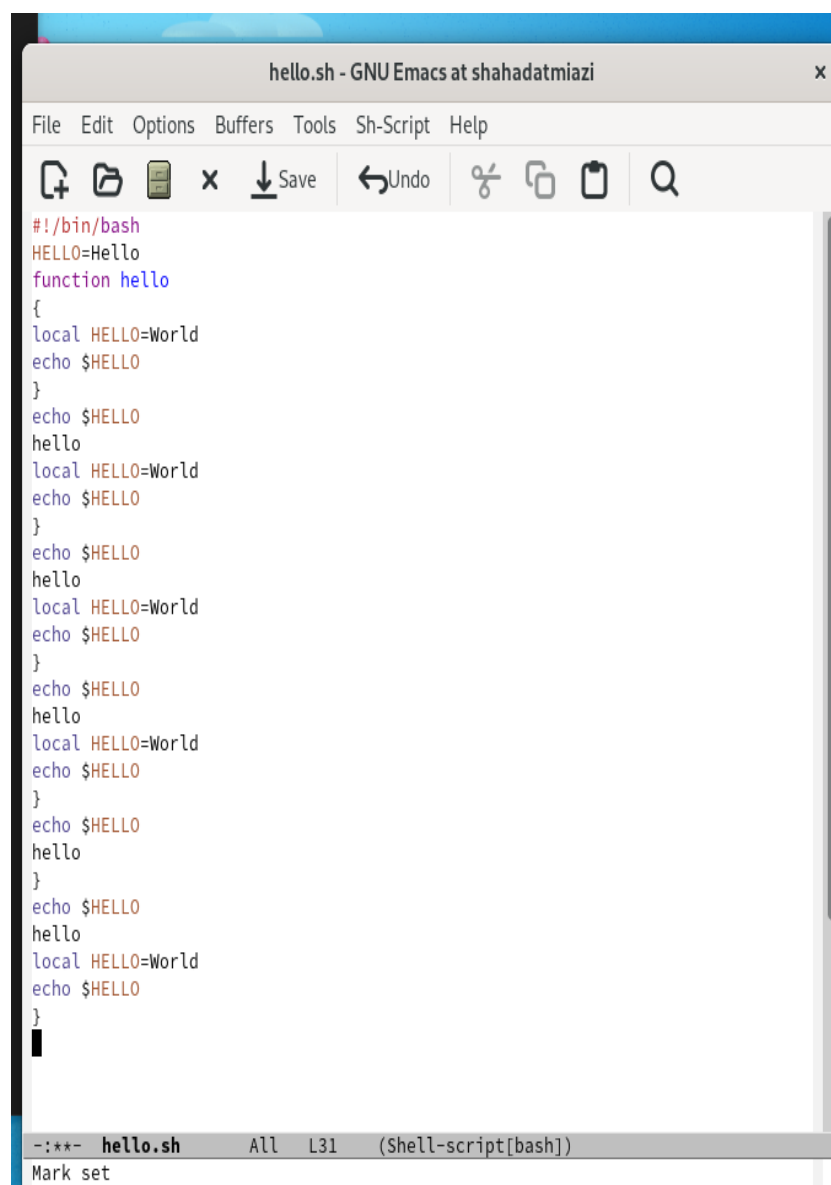 hello.sh - GNU Emacs at shahadatmiazi
File Edit Options Buffers Tools Sh-Script Help
Save Undo
#!/bin/bash
HELLO=Hello
function hello
{
local HELLO=World
echo $HELLO
}
echo $HELLO
hello
local HELLO=World
echo $HELLO
}
echo $HELLO
hello
local HELLO=World
echo $HELLO
}
echo $HELLO
hello
local HELLO=World
echo $HELLO
}
echo $HELLO
hello
}
echo $HELLO
hello
local HELLO=World
echo $HELLO
}
-:**- hello.sh All L31 (Shell-script[bash])
Mark set